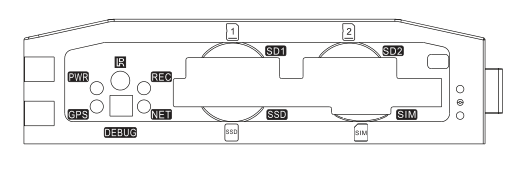 1 2
IR SD1 SD2
PWR REC
GPS NET SSD SIM
DEBUG SSD SIM